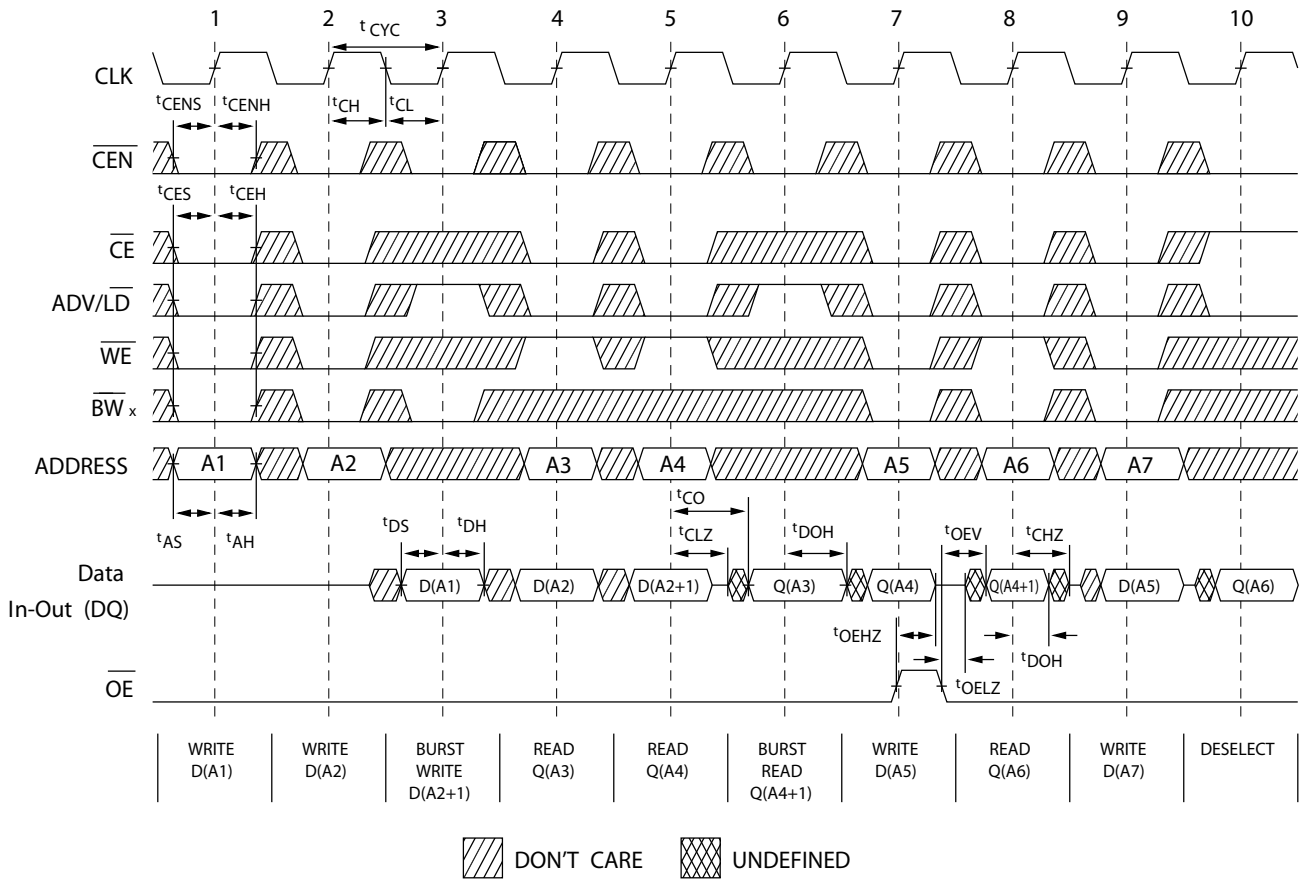 1 2 3 4 5 6 7 8 9 10
tCYC
CLK
tCENS tCENH tCH tCL
CEN
tCES tCEH
CE
ADV/LD
WE
BW x
ADDRESS A1 A2 A3 A4 A5 A6 A7
tCO
tAS tAH tDS tDH tCLZ tDOH tOEV tCHZ
Data
In-Out (DQ) D(A1) D(A2) D(A2+1) Q(A3) Q(A4) Q(A4+1) D(A5) Q(A6)
tOEHZ tDOH
OE tOELZ
WRITE WRITE BURST READ READ BURST WRITE READ WRITE DESELECT
D(A1) D(A2) WRITE Q(A3) Q(A4) READ D(A5) Q(A6) D(A7)
D(A2+1) Q(A4+1)
DON'T CARE UNDEFINED